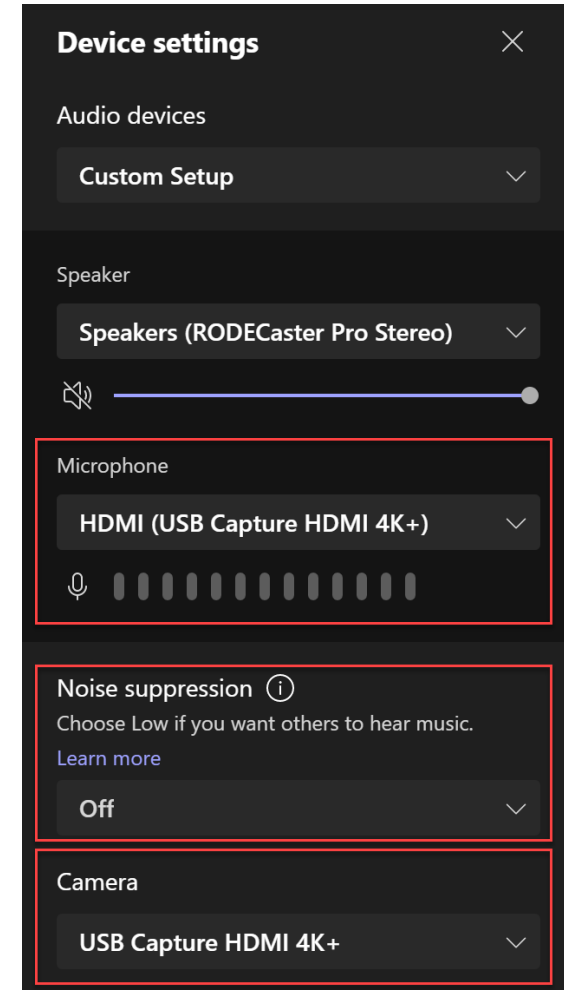 Device settings
Audio devices
Custom Setup
Speaker
Speakers (RODECaster Pro Stereo)
Microphone
HDMI (USB Capture HDMI 4K+)
Noise suppression
Choose Low if you want others to hear music.
Learn more
Off
Camera
USB Capture HDMI 4K+